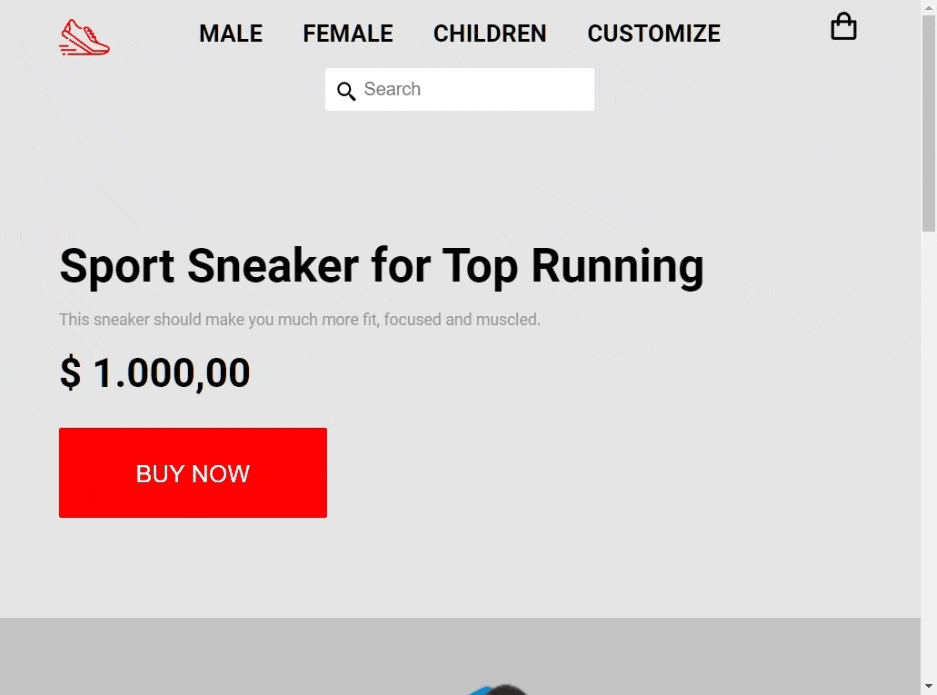 MALE FEMALE CHILDREN CUSTOMIZE
Search
Sport Sneaker for Top Running
This sneaker should make you much more fit, focused and muscled.
$ 1.000,00
BUY NOW